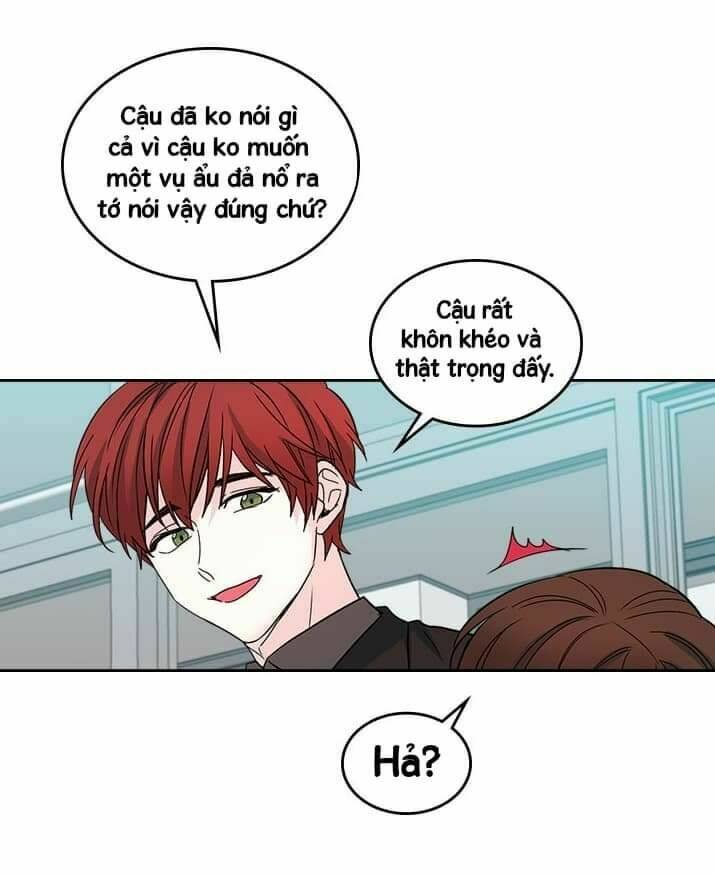 Cậu đã ko nói gì
cả vì cậu ko muốn
một vụ ẩu đả nổ ra
tớ nói vậy đúng chứ?
Cậu rất
khôn khéo và
thật trọng đấy.
Hả?